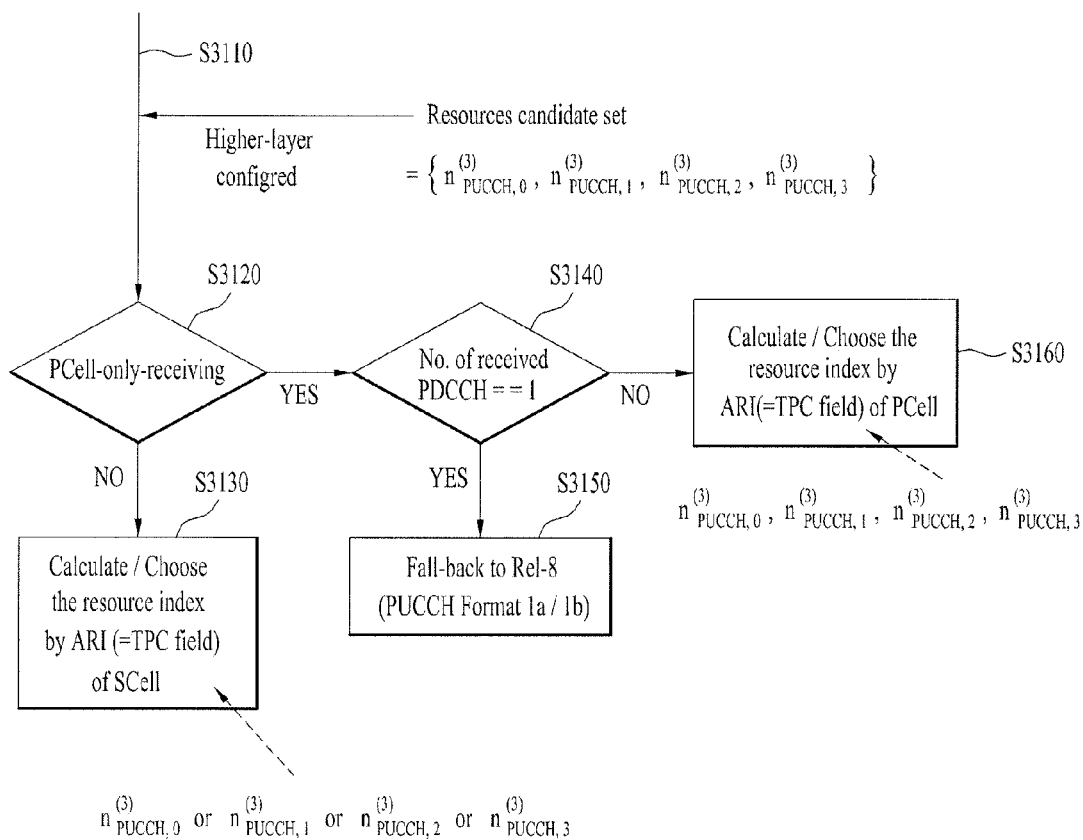 S3110
Resources candidate set
Higher-layer
configred
= { n^{(3)}_{PUCCH, 0} , n^{(3)}_{PUCCH, 1} , n^{(3)}_{PUCCH, 2} , n^{(3)}_{PUCCH, 3} }
S3120
PCell-only-receiving
YES
NO
S3140
No. of received
PDCCH = = 1
NO
YES
Calculate / Choose the
resource index by
ARI(=TPC field) of PCell
S3160
n^{(3)}_{PUCCH, 0} , n^{(3)}_{PUCCH, 1} , n^{(3)}_{PUCCH, 2} , n^{(3)}_{PUCCH, 3}
S3130
Calculate / Choose
the resource index
by ARI (=TPC field)
of SCell
S3150
Fall-back to Rel-8
(PUCCH Format 1a / 1b)
n^{(3)}_{PUCCH, 0} or n^{(3)}_{PUCCH, 1} or n^{(3)}_{PUCCH, 2} or n^{(3)}_{PUCCH, 3}